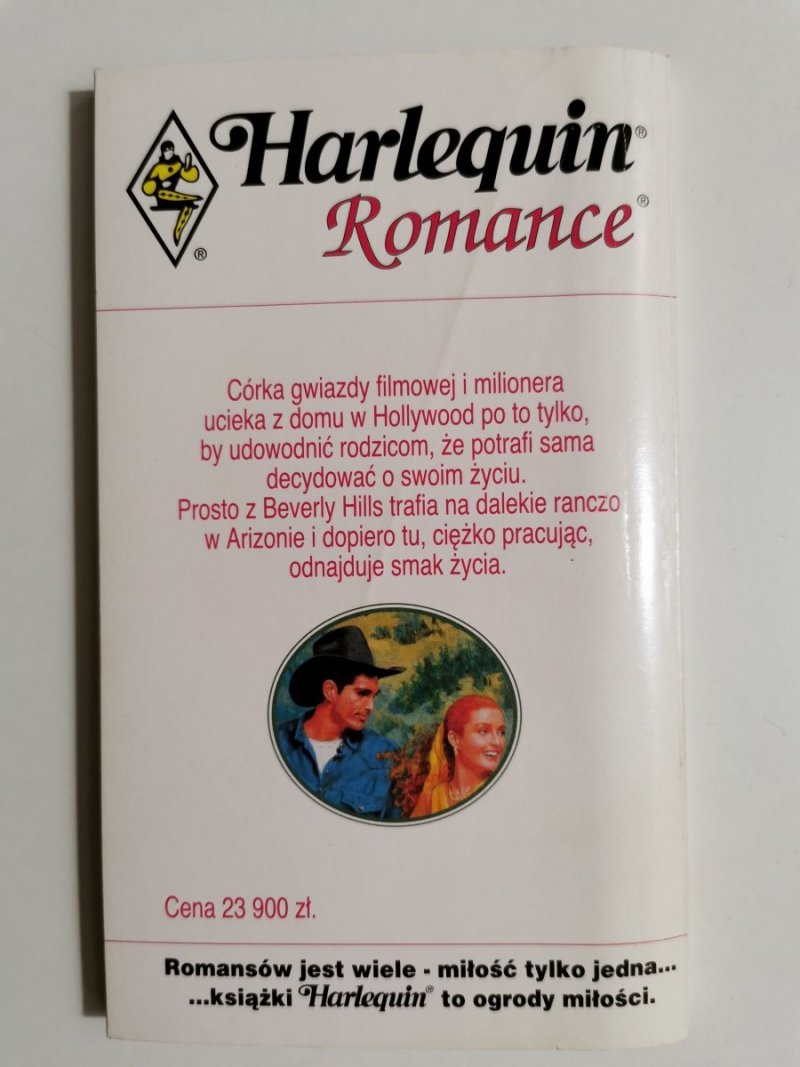 Harlequin®
Romance®
®
Córka gwiazdy filmowej i milionera
ucieka z domu w Hollywood po to tylko,
by udowodnić rodzicom, że potrafi sama
decydować o swoim życiu.
Prosto z Beverly Hills trafia na dalekie ranczo
w Arizonie i dopiero tu, ciężko pracując,
odnajduje smak życia.
Cena 23 900 zł.
Romansów jest wiele - miłość tylko jedna...
...książki Harlequin® to ogrody miłości.